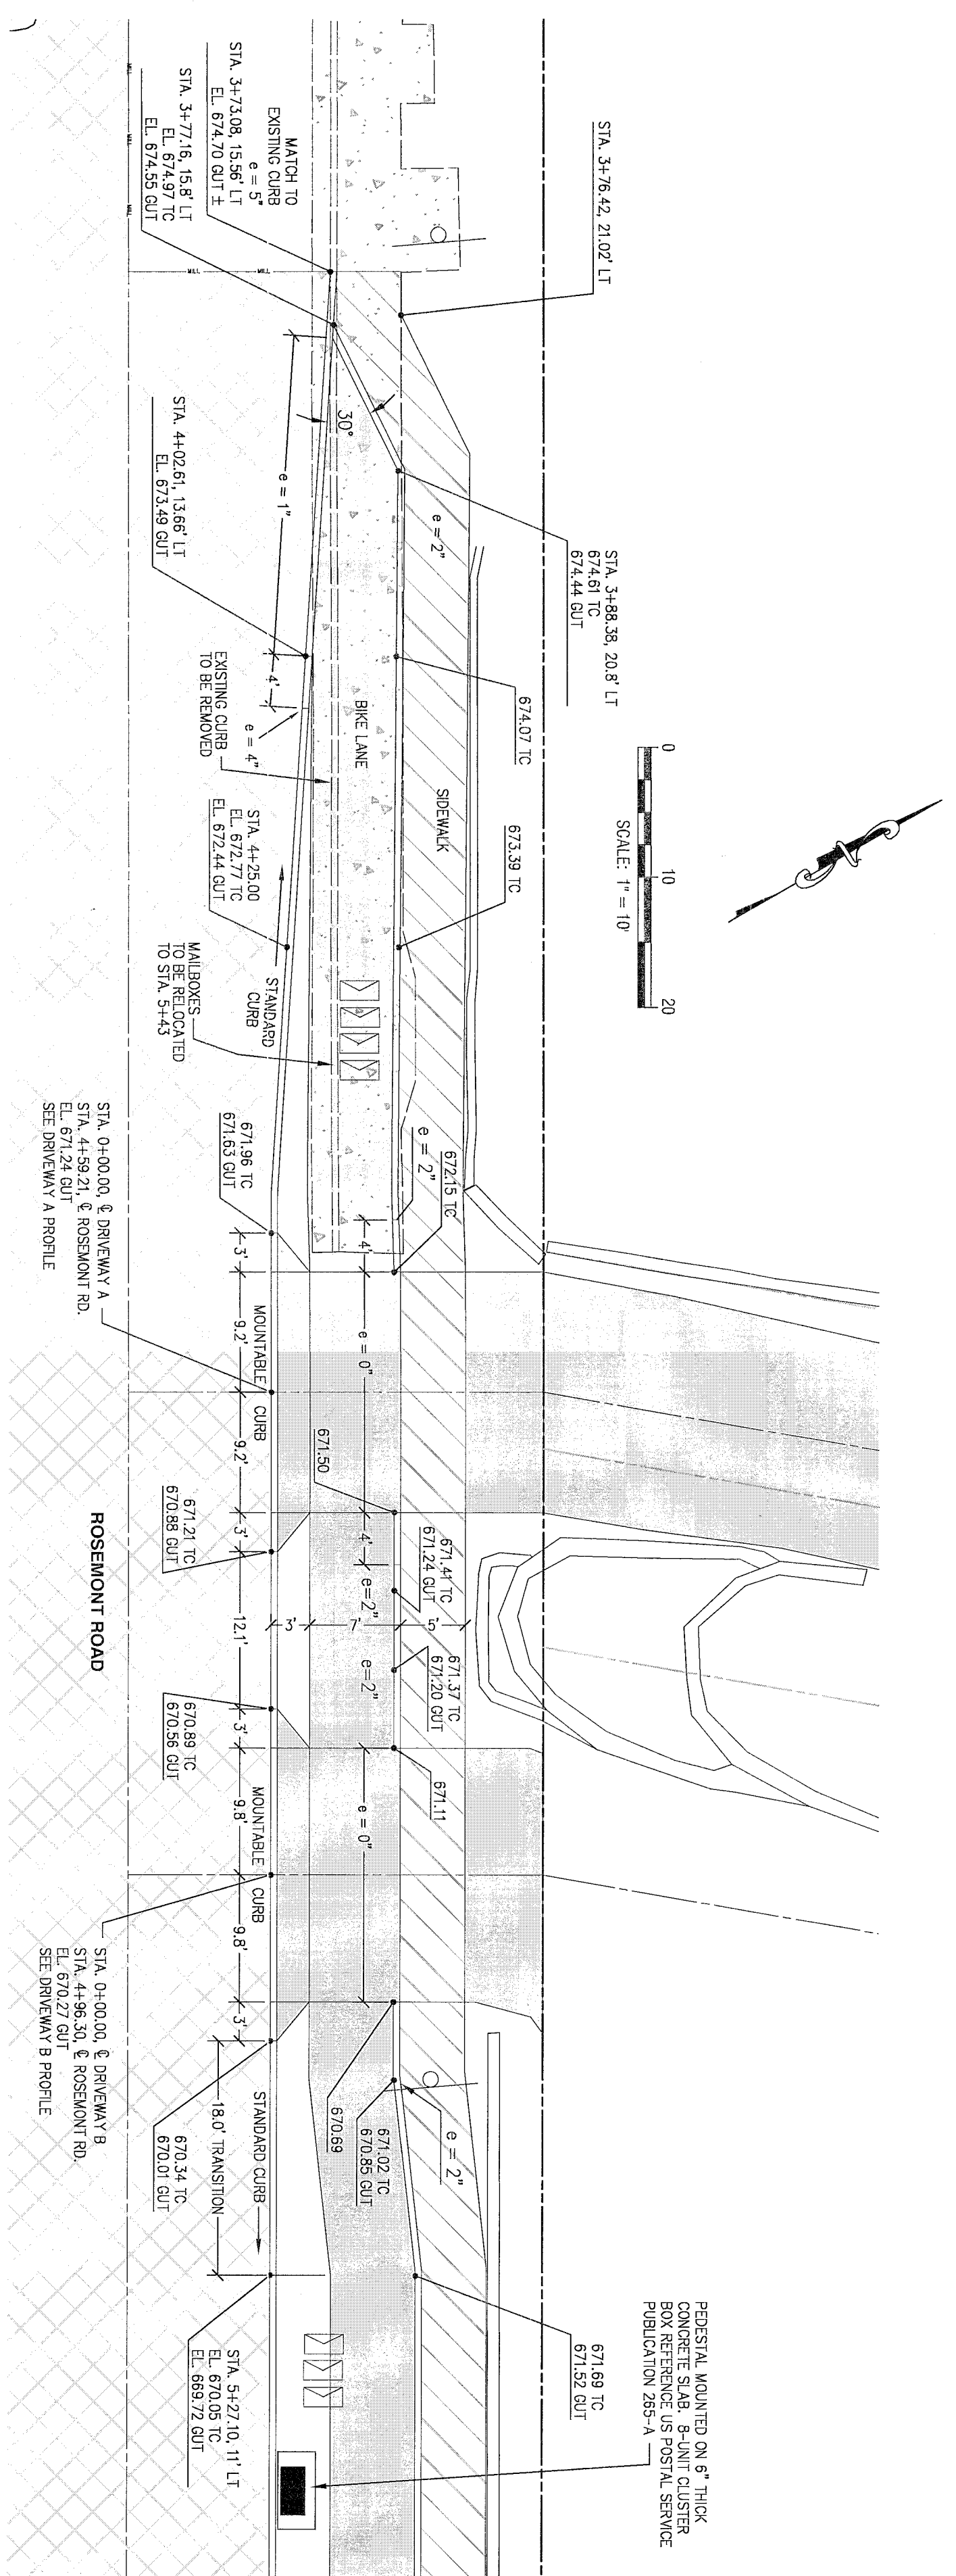 STA. 3+76.42, 21.02' LT
MATCH TO
EXISTING CURB
e = 5"
STA. 3+73.08, 15.56' LT
EL. 674.70 GUT ±
STA. 3+77.16, 15.8' LT
EL. 674.97 TC
EL. 674.55 GUT
MILL
MILL
MILL
MILL
MILL
30°
e = 1"
STA. 4+02.61, 13.66' LT
EL. 673.49 GUT
STA. 3+88.38, 20.8' LT
674.61 TC
674.44 GUT
e = 2"
674.07 TC
0
10
20
SCALE: 1" = 10'
N
4'
e = 4"
EXISTING CURB
TO BE REMOVED
BIKE LANE
SIDEWALK
673.39 TC
STA. 4+25.00
EL. 672.77 TC
EL. 672.44 GUT
STANDARD
CURB
MAILBOXES
TO BE RELOCATED
TO STA. 5+43
672.15 TC
e = 2"
4'
671.96 TC
671.63 GUT
STA. 0+00.00, ℄ DRIVEWAY A
STA. 4+59.21, ℄ ROSEMONT RD.
EL. 671.24 GUT
SEE DRIVEWAY A PROFILE
3'
9.2'
MOUNTABLE CURB
9.2'
3'
e = 0"
671.50
4'
671.41 TC
671.24 GUT
e=2"
671.21 TC
670.88 GUT
12.1'
3'
7'
5'
ROSEMONT ROAD
671.37 TC
671.20 GUT
e=2"
670.89 TC
670.56 GUT
3'
671.11
9.8'
MOUNTABLE CURB
9.8'
3'
e = 0"
STA. 0+00.00, ℄ DRIVEWAY B
STA. 4+96.30, ℄ ROSEMONT RD.
EL. 670.27 GUT
SEE DRIVEWAY B PROFILE
670.69
671.02 TC
670.85 GUT
e = 2"
670.34 TC
670.01 GUT
18.0' TRANSITION
STANDARD CURB
671.69 TC
671.52 GUT
STA. 5+27.10, 11' LT
EL. 670.05 TC
EL. 669.72 GUT
PEDESTAL MOUNTED ON 6" THICK
CONCRETE SLAB. 8-UNIT CLUSTER
BOX REFERENCE US POSTAL SERVICE
PUBLICATION 265-A